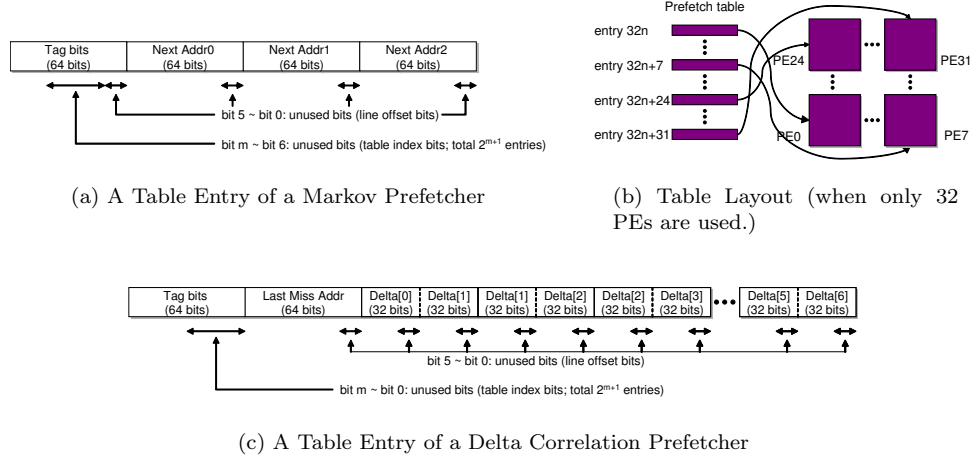 Tag bits
(64 bits)
Next Addr0
(64 bits)
Next Addr1
(64 bits)
Next Addr2
(64 bits)
bit 5 ~ bit 0: unused bits (line offset bits)
bit m ~ bit 6: unused bits (table index bits; total 2^{m+1} entries)
(a) A Table Entry of a Markov Prefetcher
Prefetch table
entry 32n
entry 32n+7
entry 32n+24
entry 32n+31
PE24
PE31
PE0
PE7
(b) Table Layout (when only 32
PEs are used.)
Tag bits
(64 bits)
Last Miss Addr
(64 bits)
Delta[0]
(32 bits)
Delta[1]
(32 bits)
Delta[1]
(32 bits)
Delta[2]
(32 bits)
Delta[2]
(32 bits)
Delta[3]
(32 bits)
Delta[5]
(32 bits)
Delta[6]
(32 bits)
bit 5 ~ bit 0: unused bits (line offset bits)
bit m ~ bit 0: unused bits (table index bits; total 2^{m+1} entries)
(c) A Table Entry of a Delta Correlation Prefetcher